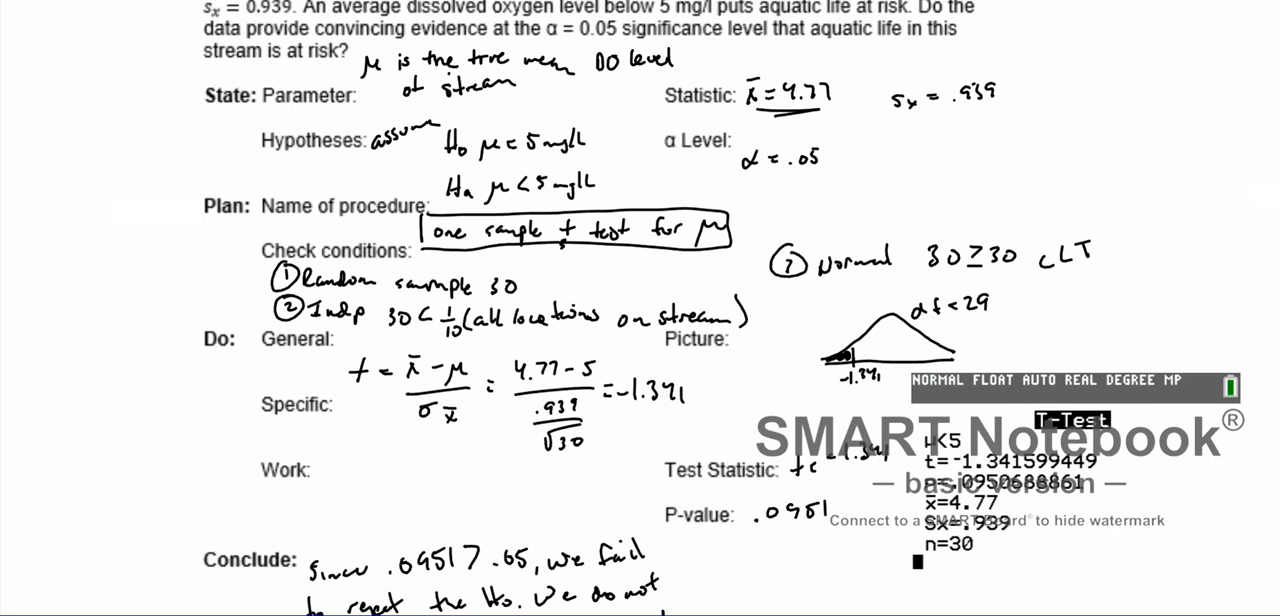 sx = 0.939. An average dissolved oxygen level below 5 mg/l puts aquatic life at risk. Do the
data provide convincing evidence at the α = 0.05 significance level that aquatic life in this
stream is at risk?
μ is the true mean DO level
of stream
State: Parameter:
Statistic: x̄ = 4.77 sx = .939
Hypotheses: assume H₀ μ = 5 mg/L
α Level:
α = .05
Ha μ < 5 mg/L
Plan: Name of procedure:
one sample t test for μ
Check conditions:
① Random sample 30
② Indp 30 < 1/10 (all locations on stream)
③ Normal 30 ≥ 30 CLT
df = 29
Do: General:
Picture:
-1.341
t = x̄ - μ / σx̄ = 4.77 - 5 / .939/√30 = -1.341
Specific:
Work:
Test Statistic: t = -1.341
P-value: .0951
NORMAL FLOAT AUTO REAL DEGREE MP
T-Test
μ<5
t=-1.341599449
p=.0950688861
x̄=4.77
Sx=.939
n=30
SMART Notebook®
— basic version —
Connect to a SMART Board® to hide watermark
Conclude: Since .0951 > .05, we fail
to reject the H₀. We do not